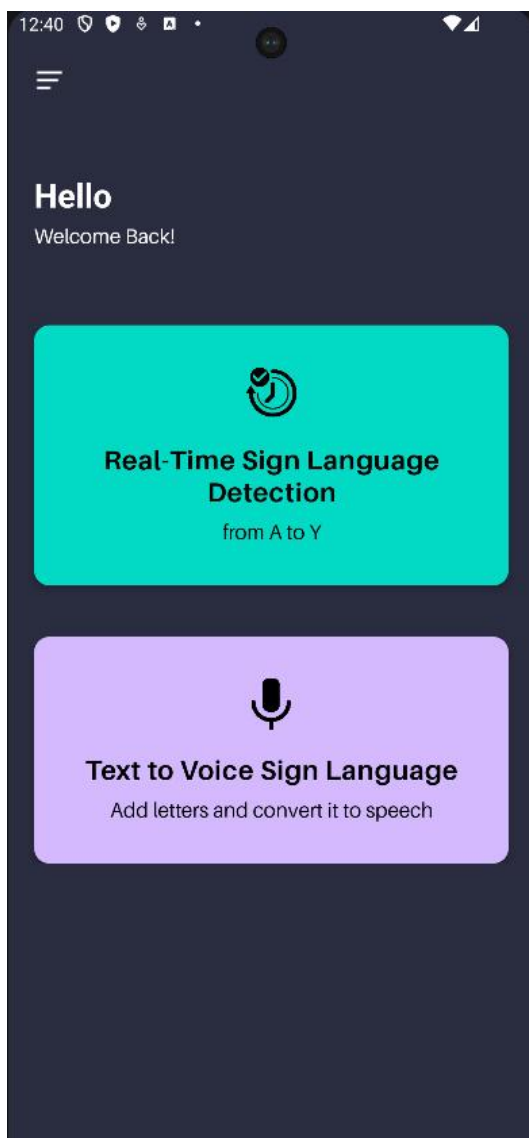 12:40
Hello
Welcome Back!
Real-Time Sign Language
Detection
from A to Y
Text to Voice Sign Language
Add letters and convert it to speech